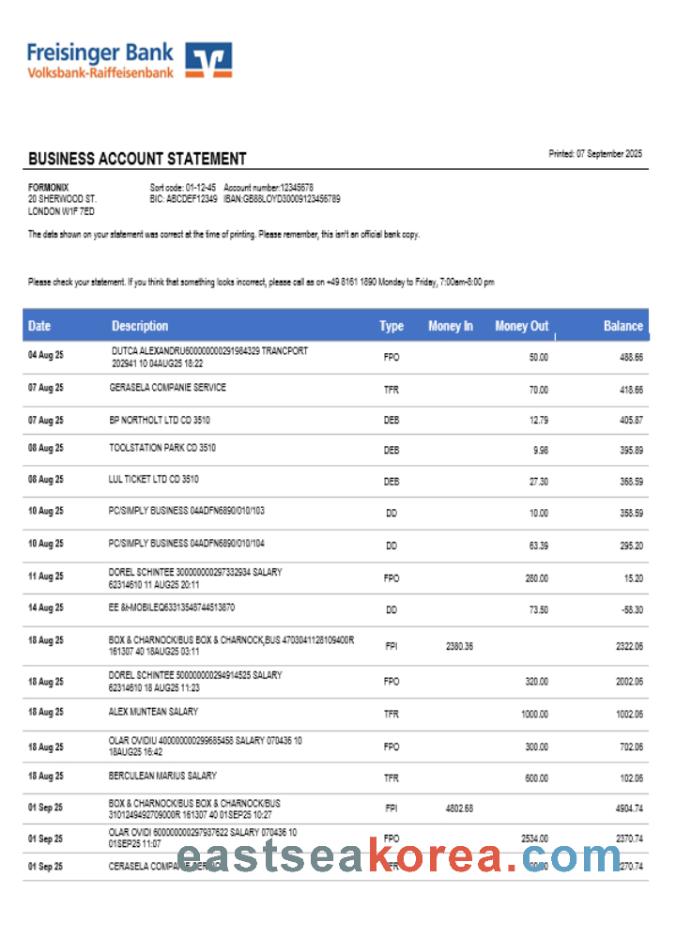 Freisinger Bank
Volksbank-Raiffeisenbank
BUSINESS ACCOUNT STATEMENT
Printed: 07 September 2025
FORMONIX
20 SHERWOOD ST.
LONDON W1F 7ED
Sort code: 01-12-45 Account number:12345678
BIC: ABCDEF12349 IBAN:GB88LOYD30009123456789
The data shown on your statement was correct at the time of printing. Please remember, this isn't an official bank copy.
Please check your statement. If you think that something looks incorrect, please call as on +49 8161 1890 Monday to Friday, 7:00am-8:00 pm
Date Description Type Money In Money Out Balance
04 Aug 25 DUTCA ALEXANDRU600000000291984329 TRANCPORT FPO 50.00 488.66
202941 10 04AUG25 18:22
07 Aug 25 GERASELA COMPANIE SERVICE TFR 70.00 418.66
07 Aug 25 BP NORTHOLT LTD CD 3510 DEB 12.79 405.87
08 Aug 25 TOOLSTATION PARK CD 3510 DEB 9.98 395.89
08 Aug 25 LUL TICKET LTD CD 3510 DEB 27.30 368.59
10 Aug 25 PC/SIMPLY BUSINESS 04ADFN6890/010/103 DD 10.00 358.59
10 Aug 25 PC/SIMPLY BUSINESS 04ADFN6890/010/104 DD 63.39 295.20
11 Aug 25 DOREL SCHINTEE 300000000297332934 SALARY FPO 280.00 15.20
62314610 11 AUG25 20:11
14 Aug 25 EE &t-MOBILEQ63313548744513870 DD 73.50 -58.30
18 Aug 25 BOX & CHARNOCK/BUS BOX & CHARNOCK,BUS 4703041128109400R FPI 2380.36 2322.06
161307 40 18AUG25 03:11
18 Aug 25 DOREL SCHINTEE 500000000294914525 SALARY FPO 320.00 2002.06
62314610 18 AUG25 11:23
18 Aug 25 ALEX MUNTEAN SALARY TFR 1000.00 1002.06
18 Aug 25 OLAR OVIDIU 400000000299685458 SALARY 070436 10 FPO 300.00 702.06
18AUG25 16:42
18 Aug 25 BERCULEAN MARIUS SALARY TFR 600.00 102.06
01 Sep 25 BOX & CHARNOCK/BUS BOX & CHARNOCK/BUS FPI 4802.68 4904.74
3101249492709000R 161307 40 01SEP25 10:27
01 Sep 25 OLAR OVIDI 600000000297937622 SALARY 070436 10 FPO 2534.00 2370.74
01SEP25 11:07
01 Sep 25 CERASELA
eastseakorea.com